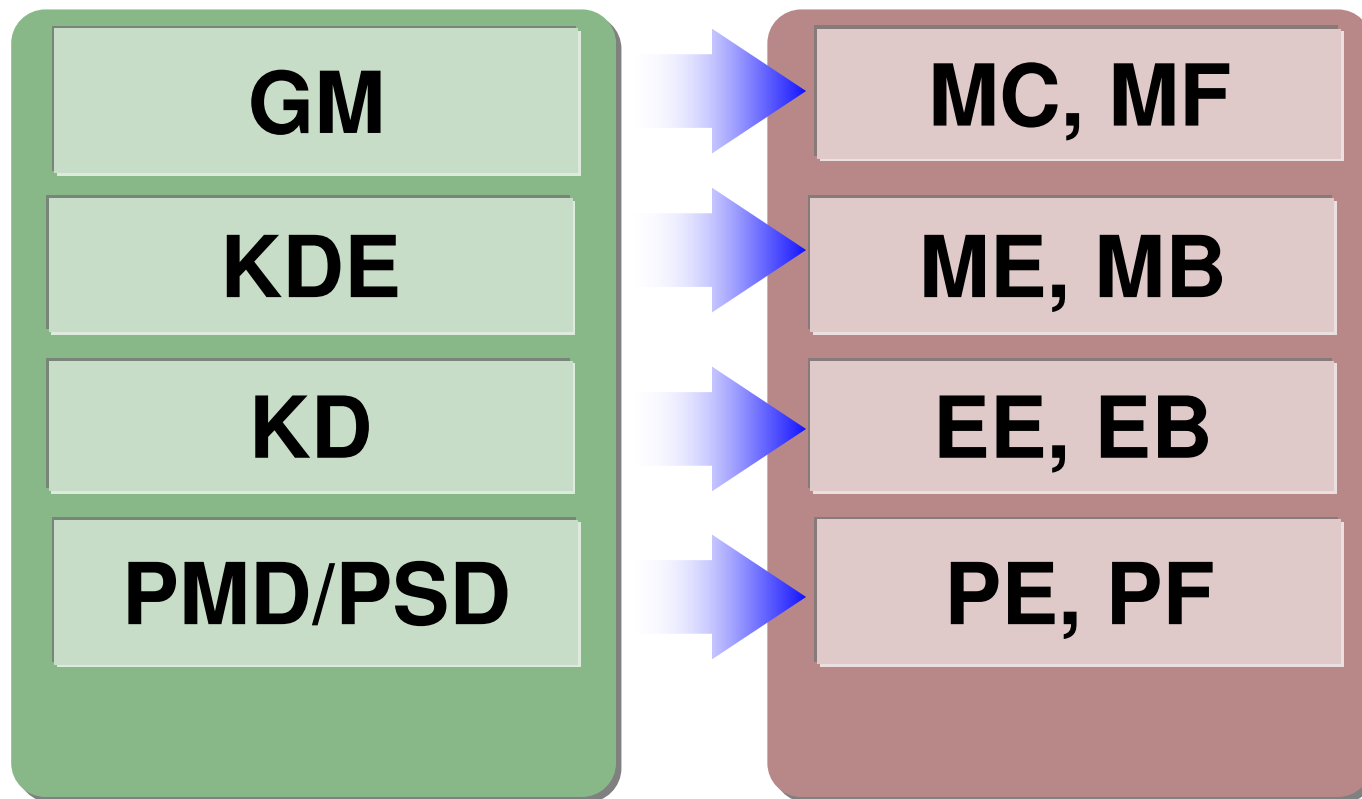 GM
MC, MF
KDE
ME, MB
KD
EE, EB
PMD/PSD
PE, PF